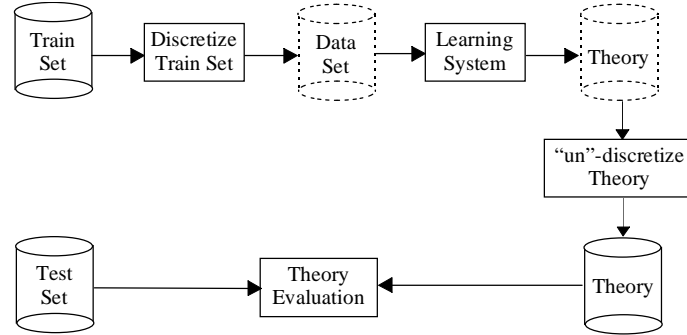 Train
Set
Discretize
Train Set
Data
Set
Learning
System
Theory
“un”-discretize
Theory
Test
Set
Theory
Evaluation
Theory